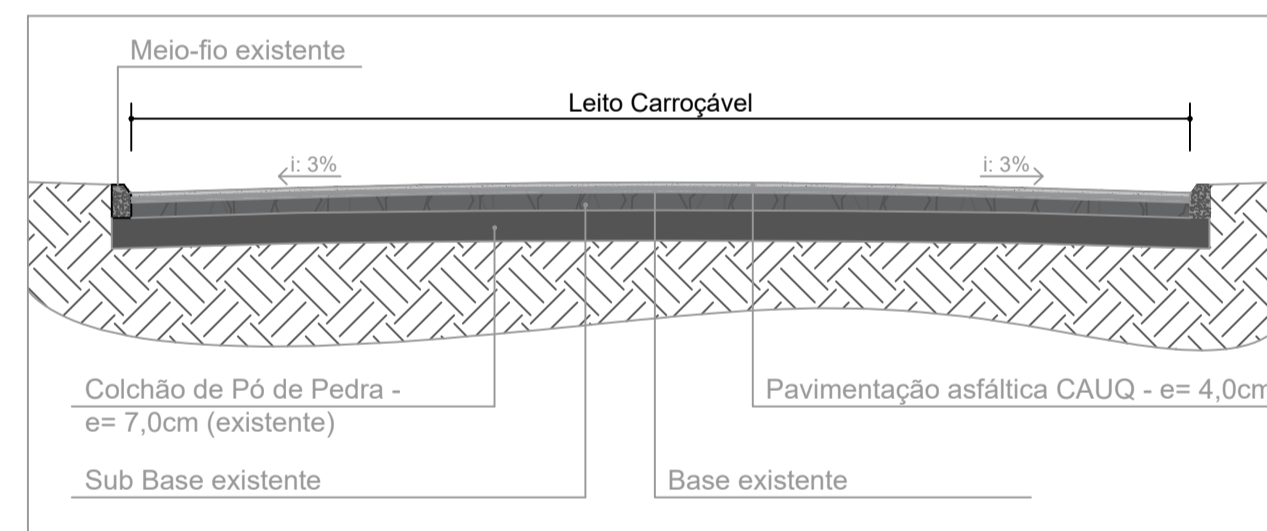 Meio-fio existente
Leito Carroçável
i: 3%
i: 3%
Colchão de Pó de Pedra -
e= 7,0cm (existente)
Pavimentação asfáltica CAUQ - e= 4,0cm
Sub Base existente
Base existente